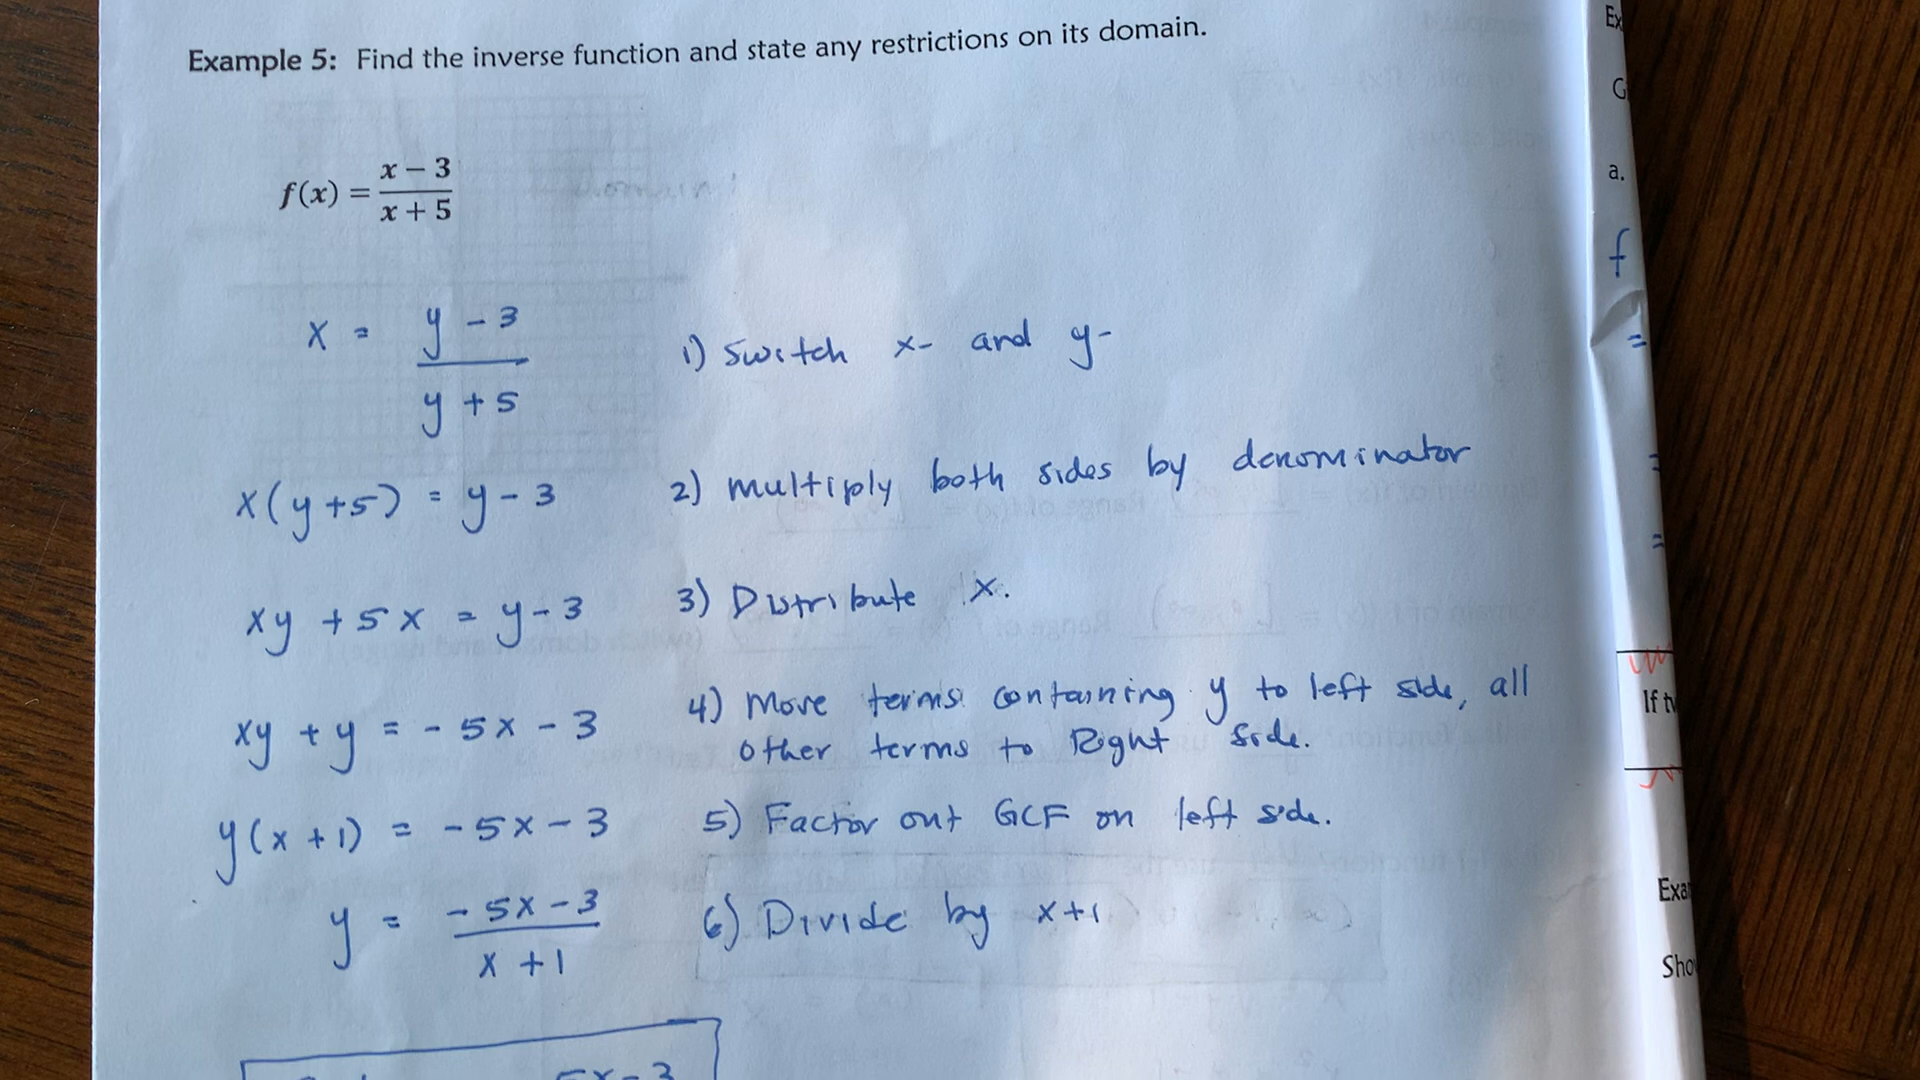 Example 5: Find the inverse function and state any restrictions on its domain.
f(x) = x − 3 / x + 5
x = y - 3 / y + 5
1) Switch x- and y-
x(y+5) = y - 3
2) Multiply both sides by denominator
xy + 5x = y - 3
3) Distribute x.
xy + y = - 5x - 3
4) Move terms containing y to left side, all
other terms to Right side.
y(x + 1) = - 5x - 3
5) Factor out GCF on left side.
y = - 5x - 3 / x + 1
6) Divide by x+1
5x - 3
a.
f
=
=
=
If